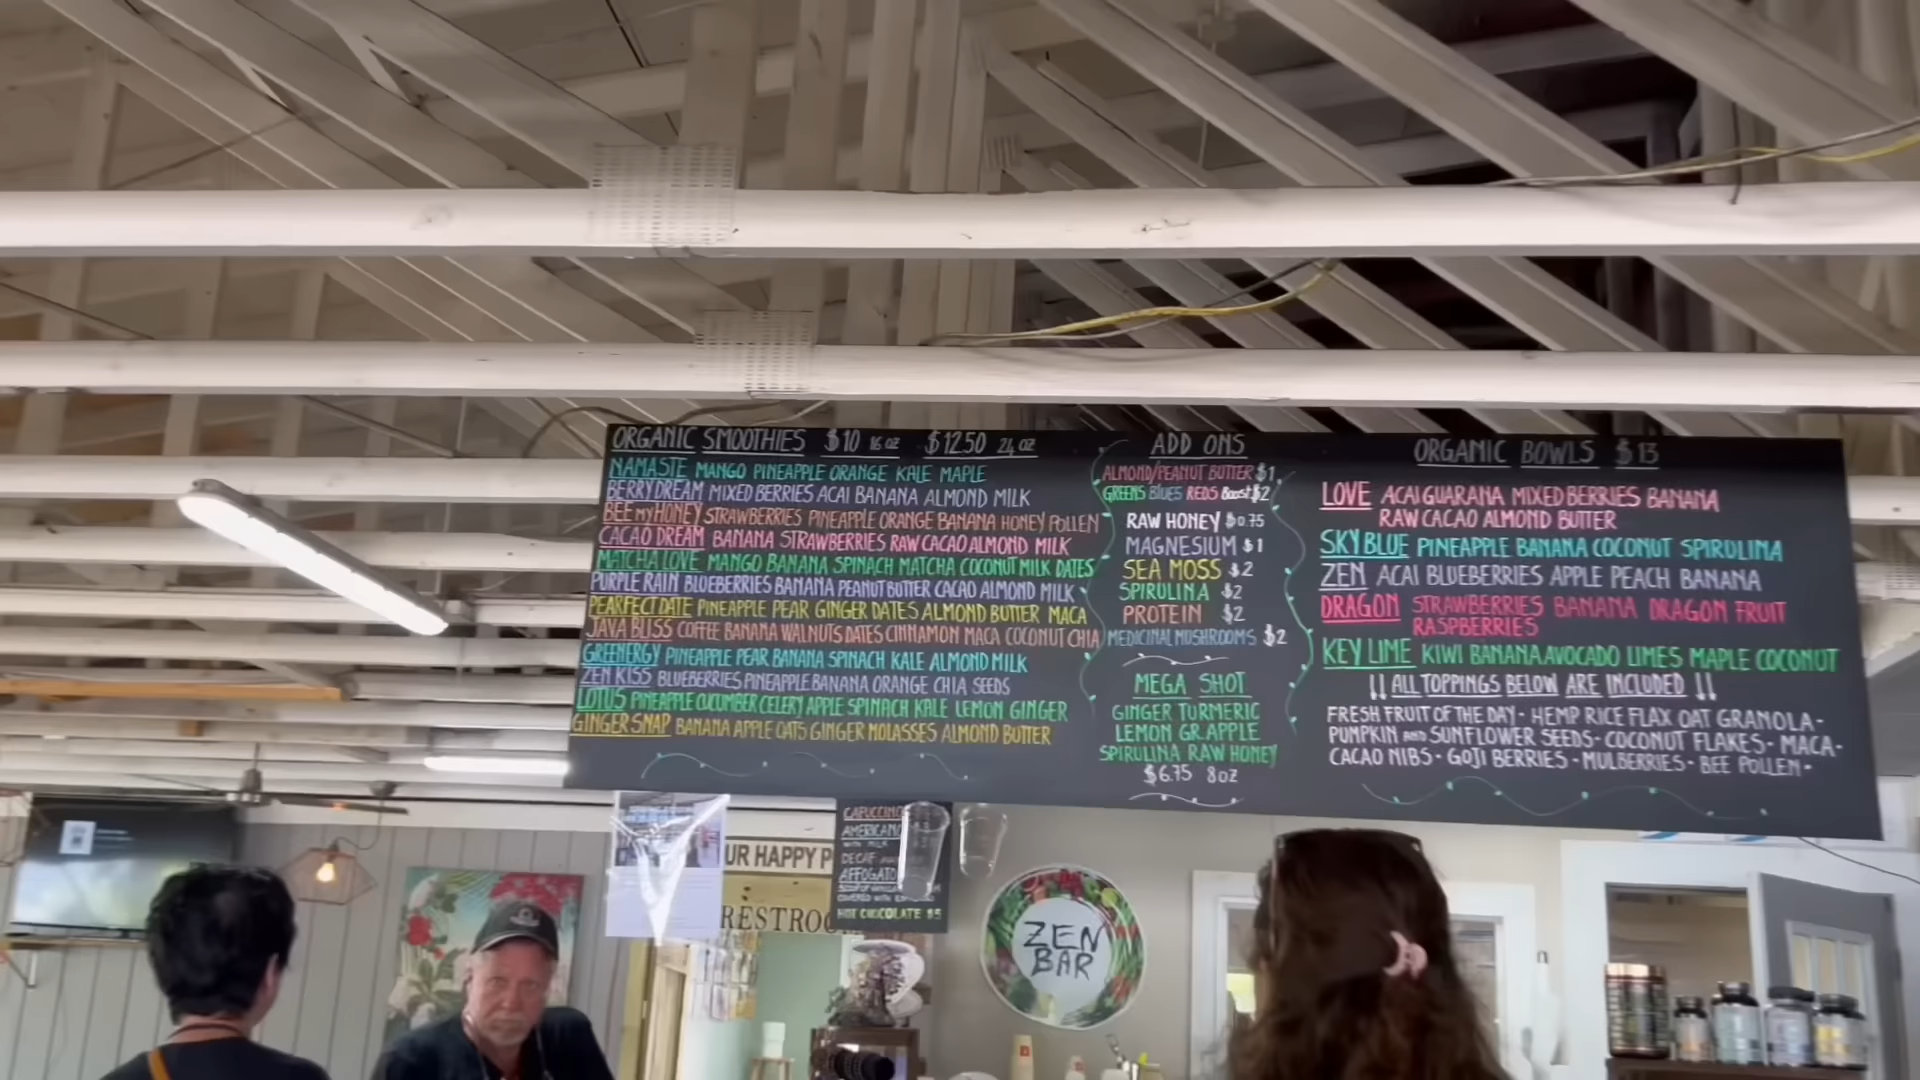 ORGANIC SMOOTHIES $10 16 OZ $12.50 24 OZ
NAMASTE MANGO PINEAPPLE ORANGE KALE MAPLE
BERRY DREAM MIXED BERRIES ACAI BANANA ALMOND MILK
BEE MY HONEY STRAWBERRIES PINEAPPLE ORANGE BANANA HONEY POLLEN
CACAO DREAM BANANA STRAWBERRIES RAW CACAO ALMOND MILK
MATCHA LOVE MANGO BANANA SPINACH MATCHA COCONUT MILK DATES
PURPLE RAIN BLUEBERRIES BANANA PEANUT BUTTER CACAO ALMOND MILK
PEARFECT DATE PINEAPPLE PEAR GINGER DATES ALMOND BUTTER MACA
JAVA BLISS COFFEE BANANA WALNUTS DATES CINNAMON MACA COCONUT CHIA
GREENERGY PINEAPPLE PEAR BANANA SPINACH KALE ALMOND MILK
ZEN KISS BLUEBERRIES PINEAPPLE BANANA ORANGE CHIA SEEDS
LOTUS PINEAPPLE CUCUMBER CELERY APPLE SPINACH KALE LEMON GINGER
GINGER SNAP BANANA APPLE OATS GINGER MOLASSES ALMOND BUTTER
ADD ONS
ALMOND/PEANUT BUTTER $1
GREENS BLUES REDS Boost $2
RAW HONEY $0.75
MAGNESIUM $1
SEA MOSS $2
SPIRULINA $2
PROTEIN $2
MEDICINAL MUSHROOMS $2
MEGA SHOT
GINGER TURMERIC
LEMON GR.APPLE
SPIRULINA RAW HONEY
$6.75 8OZ
ORGANIC BOWLS $13
LOVE ACAI GUARANA MIXED BERRIES BANANA
RAW CACAO ALMOND BUTTER
SKY BLUE PINEAPPLE BANANA COCONUT SPIRULINA
ZEN ACAI BLUEBERRIES APPLE PEACH BANANA
DRAGON STRAWBERRIES BANANA DRAGON FRUIT
RASPBERRIES
KEY LIME KIWI BANANA AVOCADO LIMES MAPLE COCONUT
↓↓ ALL TOPPINGS BELOW ARE INCLUDED ↓↓
FRESH FRUIT OF THE DAY - HEMP RICE FLAX OAT GRANOLA -
PUMPKIN AND SUNFLOWER SEEDS - COCONUT FLAKES - MACA -
CACAO NIBS - GOJI BERRIES - MULBERRIES - BEE POLLEN •
UR HAPPY P
RESTROO
CAPUCCINO
AMERICANO
WITH MILK
DECAF
AFFOGATO
COVERED WITH
HOT CHOCOLATE $5
ZEN
BAR